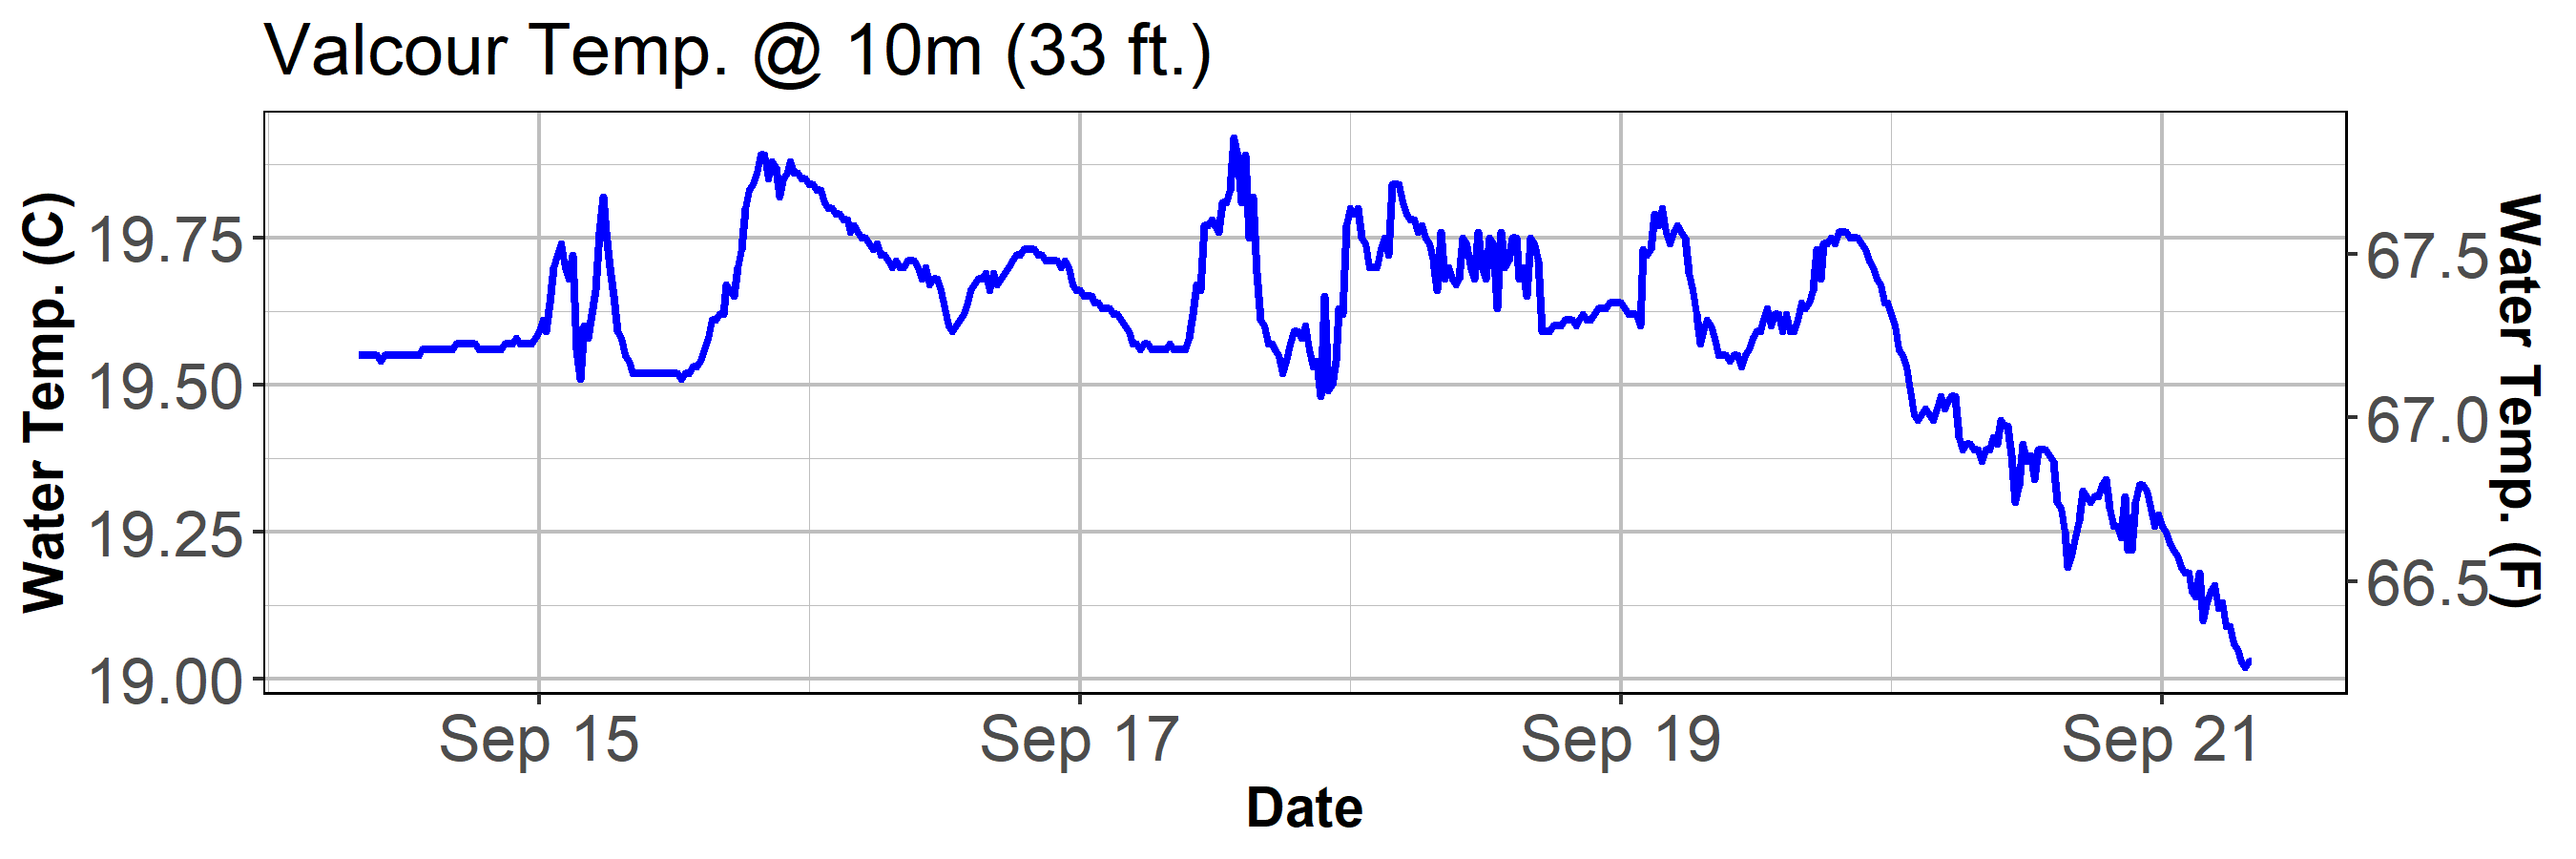 Valcour Temp. @ 10m (33 ft.)
Water Temp. (C)
19.75
19.50
19.25
19.00
67.5
67.0
66.5
Water Temp. (F)
Sep 15
Sep 17
Sep 19
Sep 21
Date